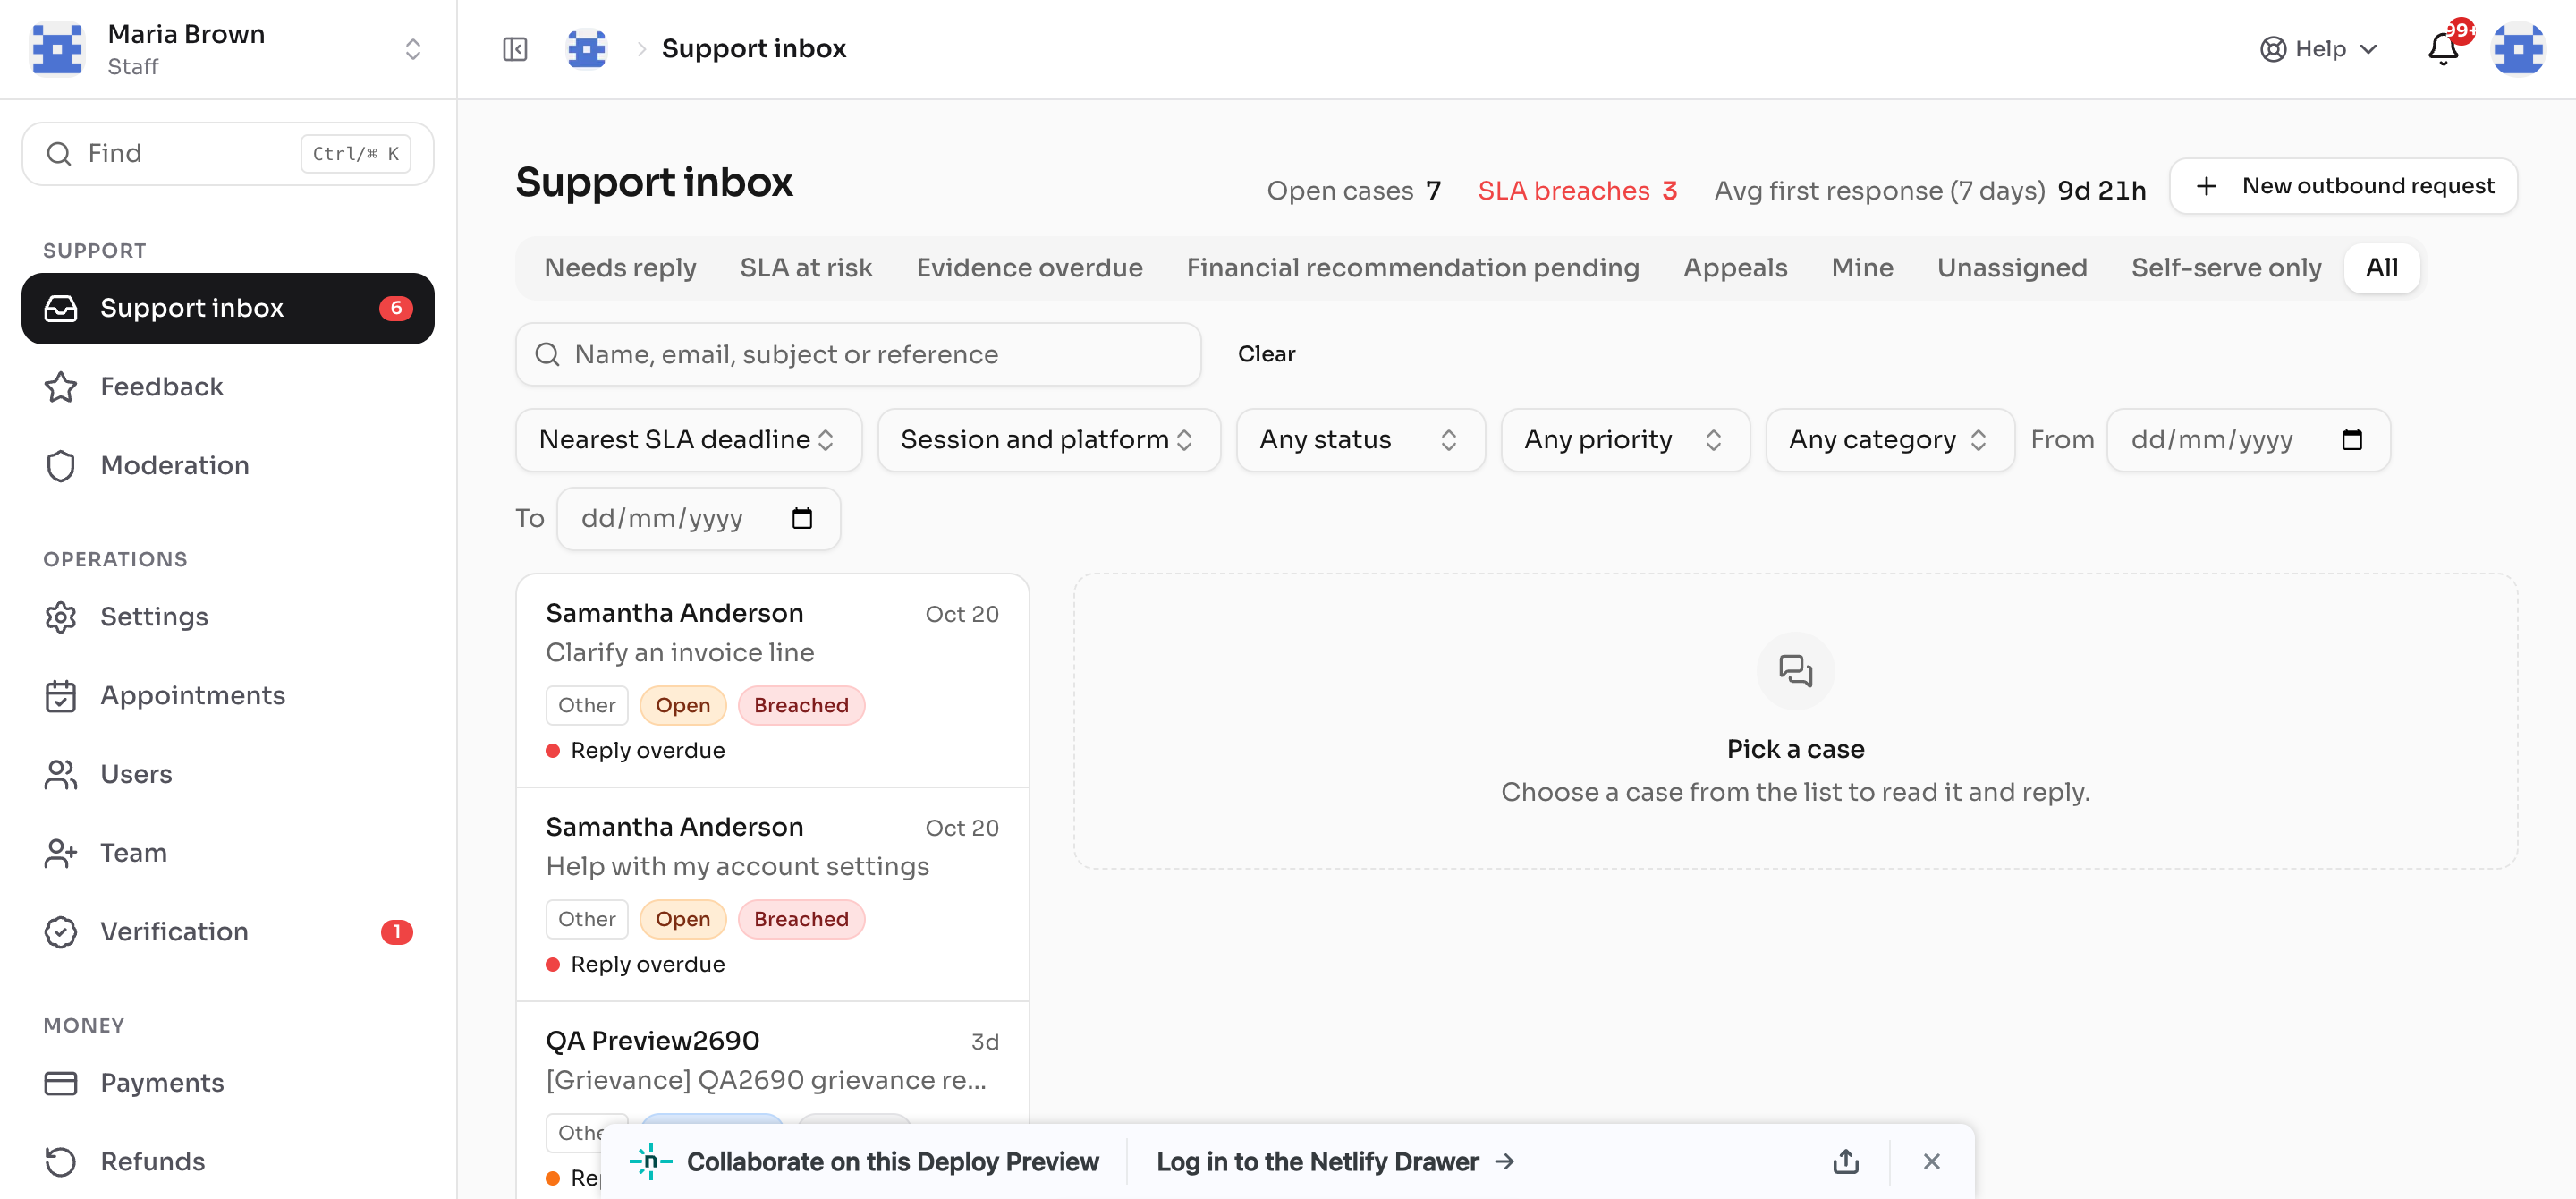 Maria Brown
Staff
Find
Ctrl/⌘ K
SUPPORT
Support inbox
6
Feedback
Moderation
OPERATIONS
Settings
Appointments
Users
Team
Verification
1
MONEY
Payments
Refunds
Support inbox
Help
99+
Support inbox
Open cases 7
SLA breaches 3
Avg first response (7 days) 9d 21h
New outbound request
Needs reply
SLA at risk
Evidence overdue
Financial recommendation pending
Appeals
Mine
Unassigned
Self-serve only
All
Name, email, subject or reference
Clear
Nearest SLA deadline
Session and platform
Any status
Any priority
Any category
From
dd/mm/yyyy
To
dd/mm/yyyy
Samantha Anderson
Oct 20
Clarify an invoice line
Other
Open
Breached
Reply overdue
Samantha Anderson
Oct 20
Help with my account settings
Other
Open
Breached
Reply overdue
QA Preview2690
3d
[Grievance] QA2690 grievance re...
Pick a case
Choose a case from the list to read it and reply.
Collaborate on this Deploy Preview
Log in to the Netlify Drawer →